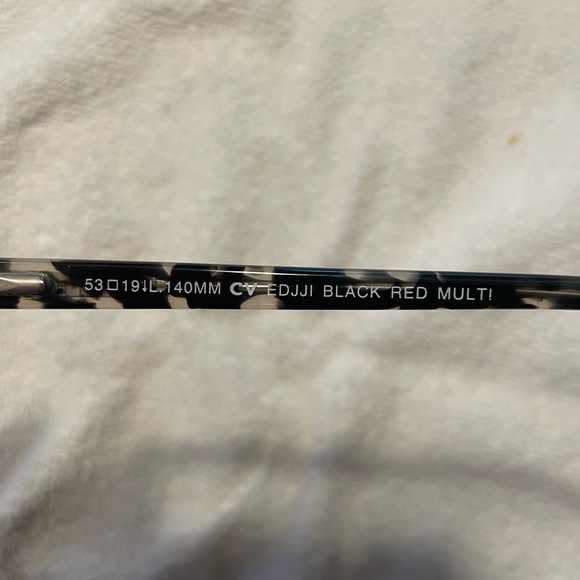 53□19 L.140MM CV EDJJI BLACK RED MULTI